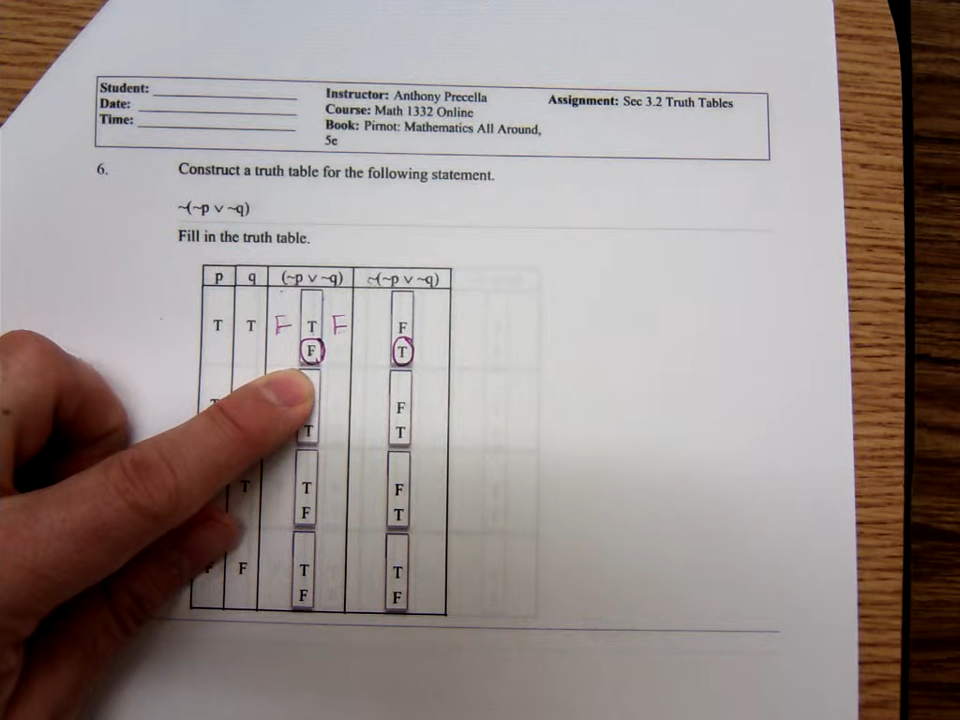 Student: Instructor: Anthony Precella Assignment: Sec 3.2 Truth Tables
Date: Course: Math 1332 Online
Time: Book: Pirnot: Mathematics All Around,
5e
6. Construct a truth table for the following statement.
~(~p ∨ ~q)
Fill in the truth table.
p q (~p ∨ ~q) ~(~p ∨ ~q)
T T F T F F
F T
T F
T T
T T F
F T
F F T T
F F